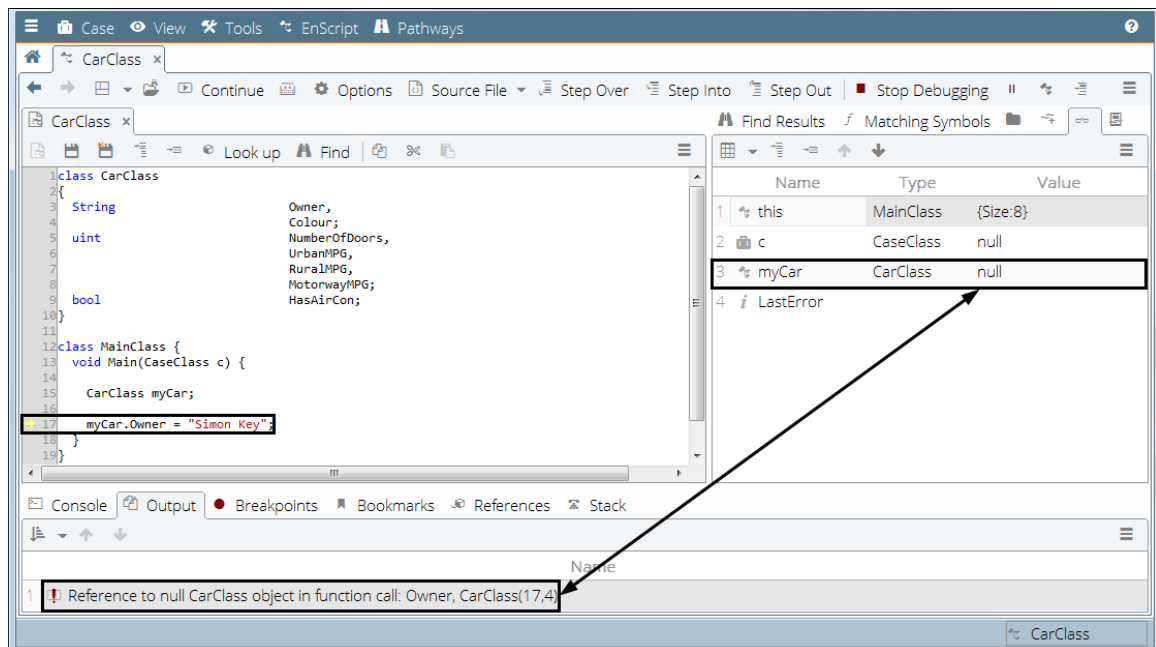 Case View Tools EnScript Pathways ?
CarClass x
Continue Options Source File Step Over Step Into Step Out Stop Debugging
CarClass x
Find Results Matching Symbols
Look up Find
1 class CarClass
2 {
3 String Owner,
4 Colour;
5 uint NumberOfDoors,
6 UrbanMPG,
7 RuralMPG,
8 MotorwayMPG;
9 bool HasAirCon;
10 }
11
12 class MainClass {
13 void Main(CaseClass c) {
14
15 CarClass myCar;
16
17 myCar.Owner = "Simon Key";
18 }
19 }
Name Type Value
1 this MainClass {Size:8}
2 c CaseClass null
3 myCar CarClass null
4 i LastError
Console Output Breakpoints Bookmarks References Stack
Name
1 Reference to null CarClass object in function call: Owner, CarClass(17,4)
CarClass